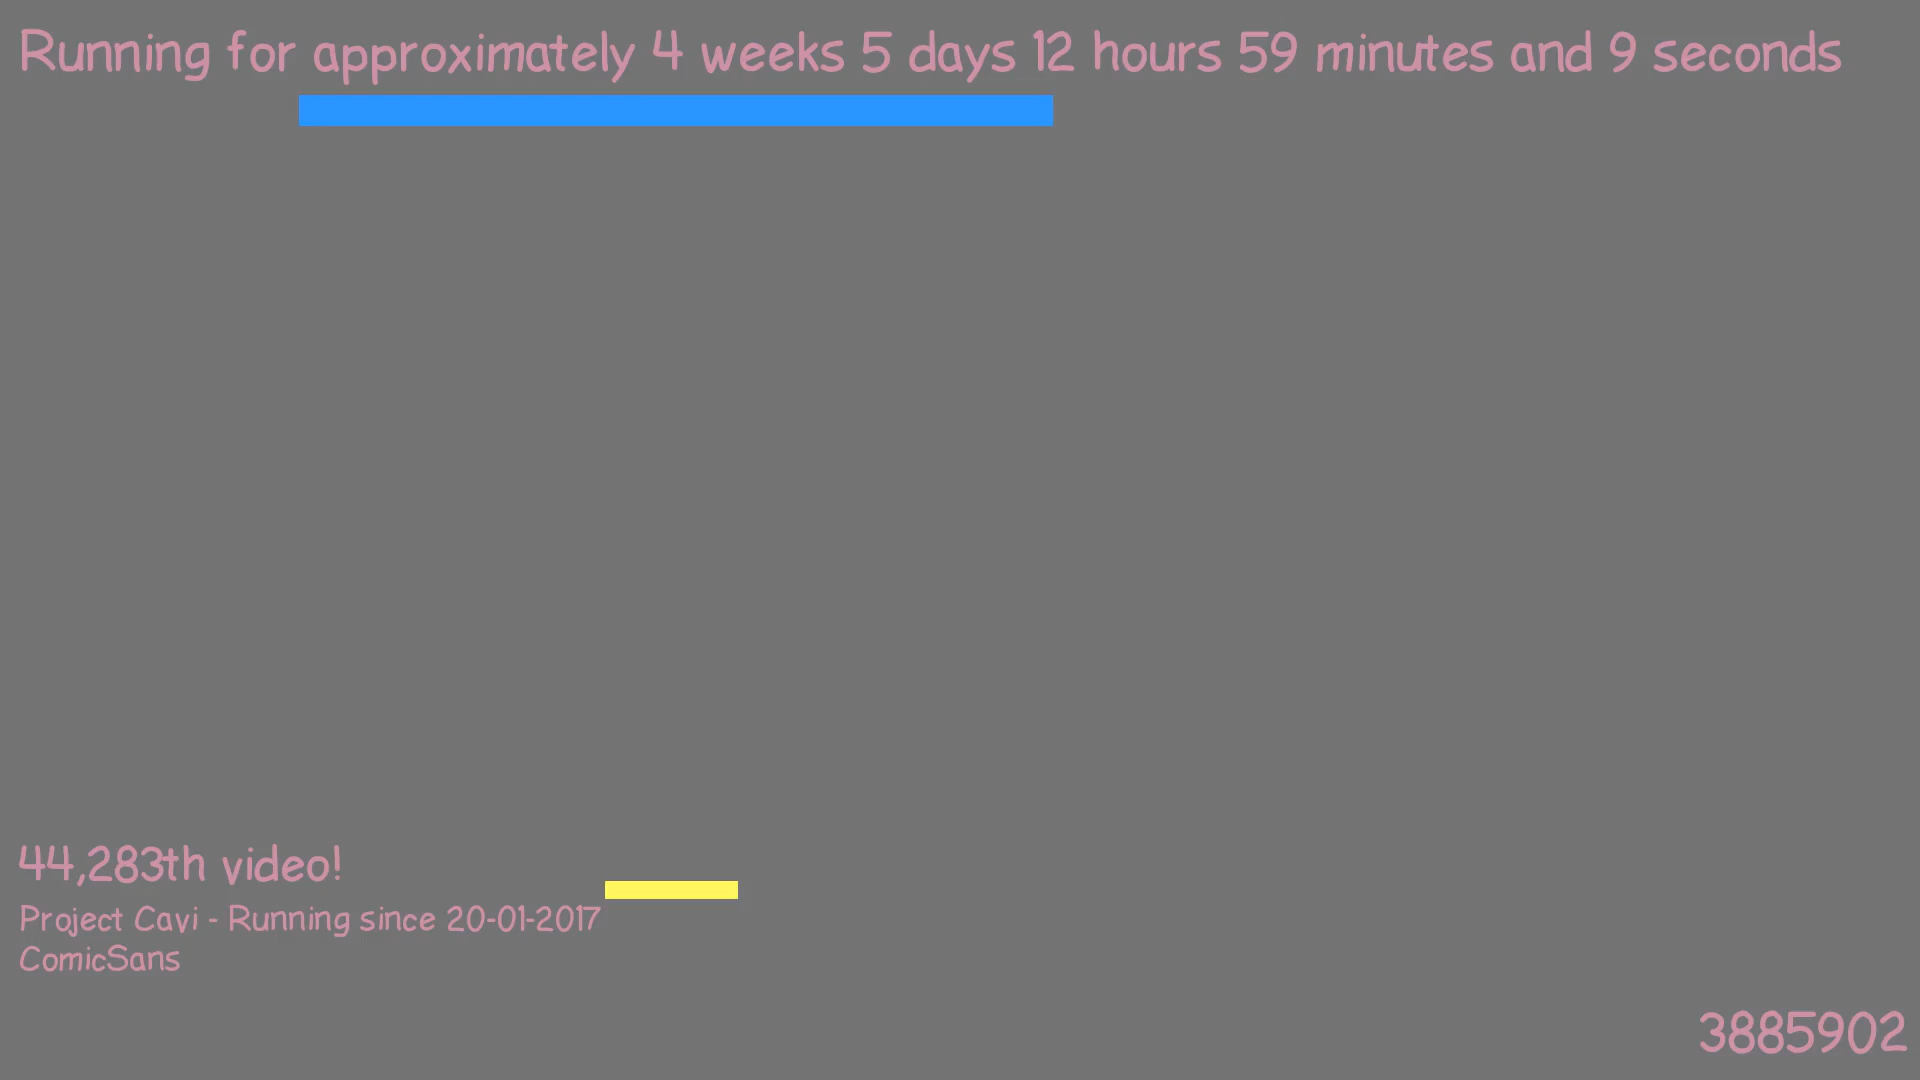 Running for approximately 4 weeks 5 days 12 hours 59 minutes and 9 seconds
44,283th video!
Project Cavi - Running since 20-01-2017
ComicSans
3885902